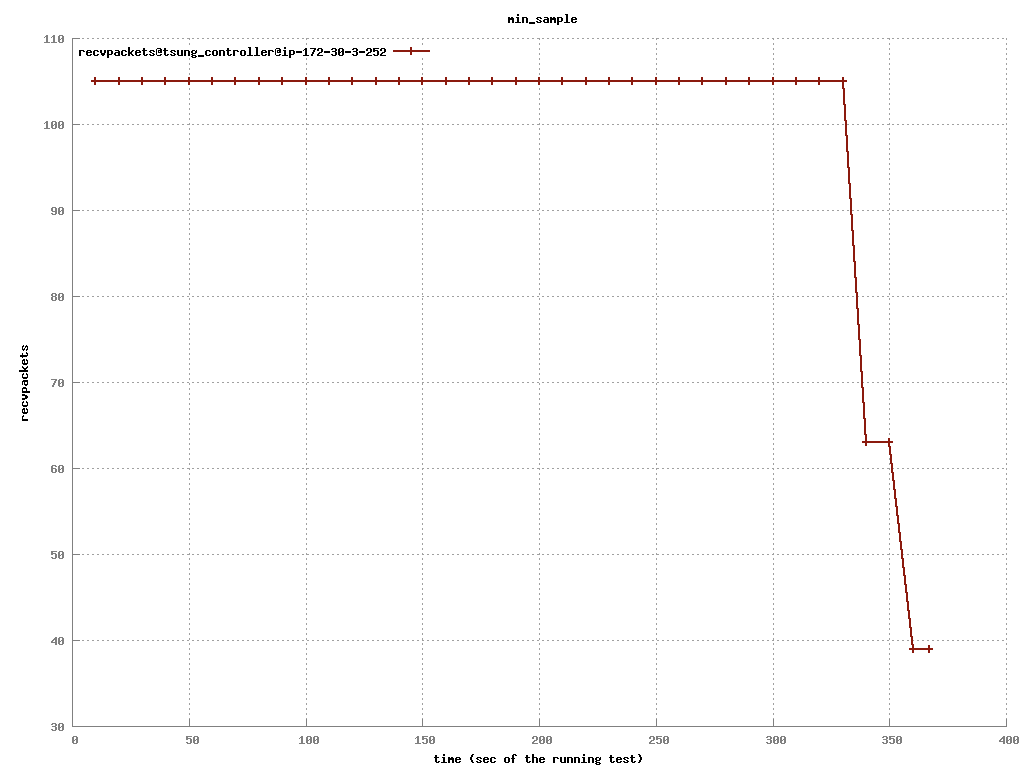 min_sample
recvpackets@tsung_controller@ip-172-30-3-252
110
100
90
80
70
60
50
40
30
recvpackets
0 50 100 150 200 250 300 350 400
time (sec of the running test)